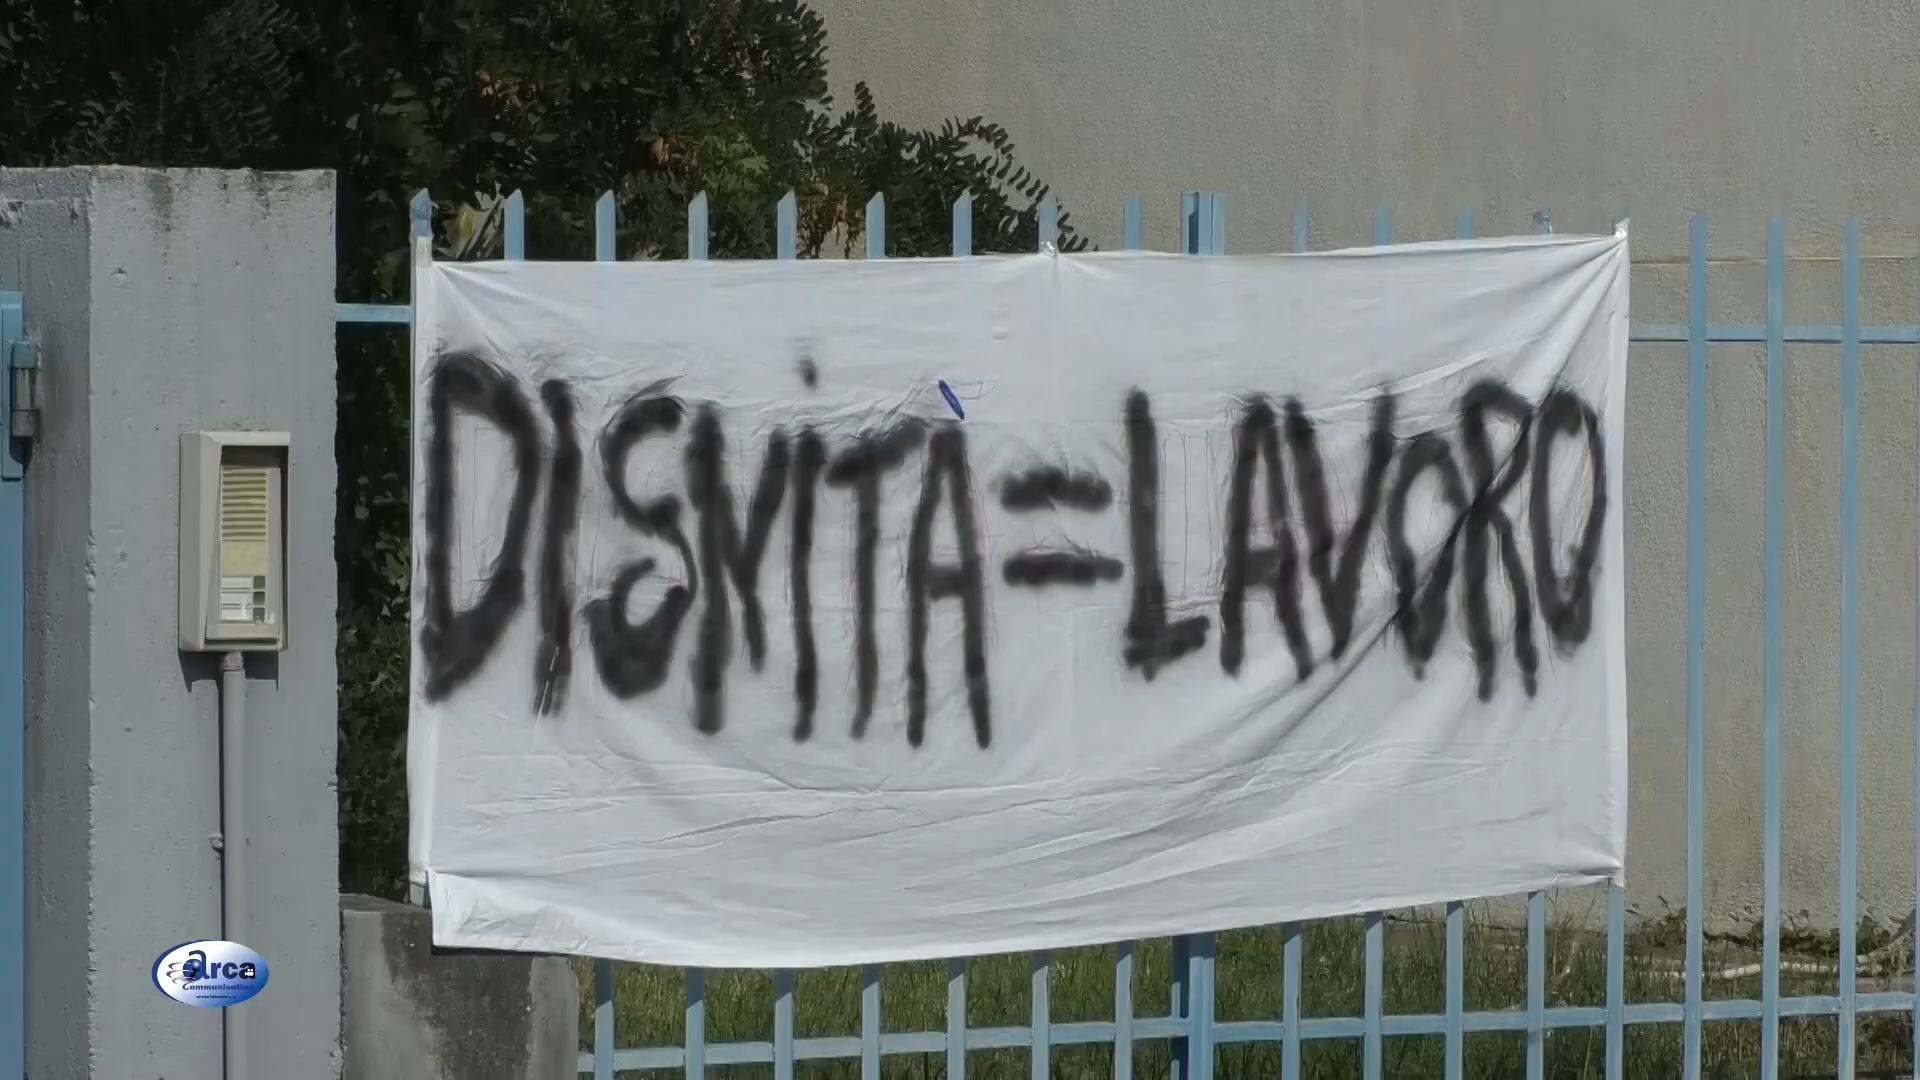 DIGNITÀ = LAVORO
arca
Communication